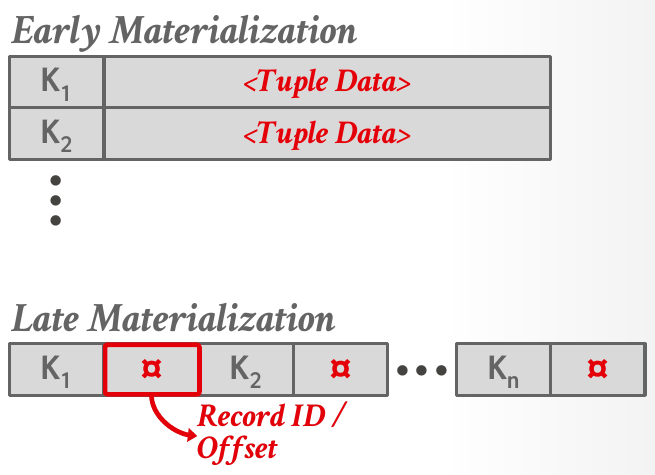 Early Materialization
K1 <Tuple Data>
K2 <Tuple Data>
Late Materialization
K1 ¤ K2 ¤ ••• Kn ¤
Record ID /
Offset